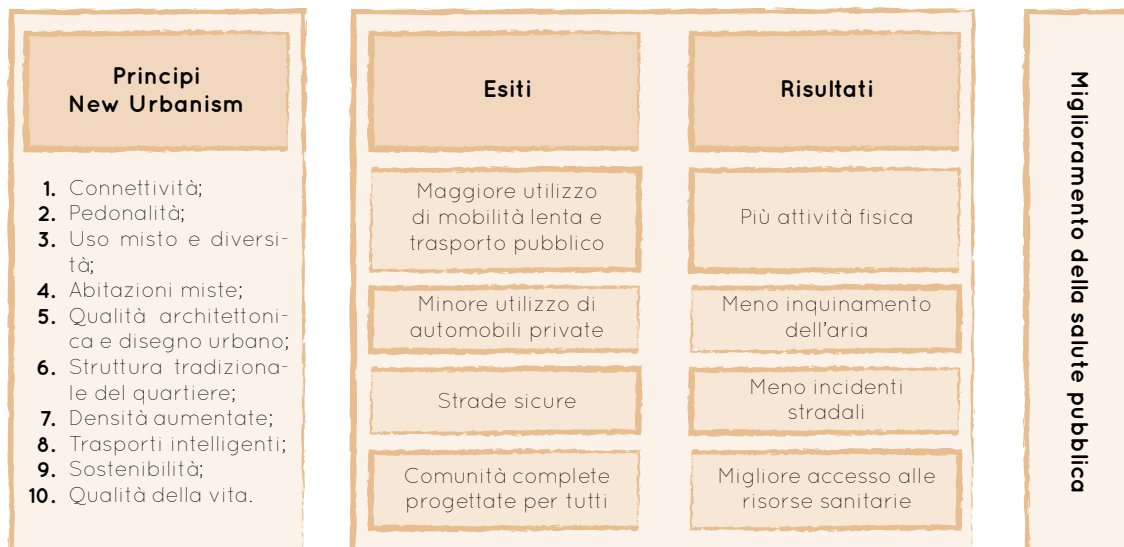 Principi
New Urbanism
1. Connettività;
2. Pedonalità;
3. Uso misto e diversi-
tà;
4. Abitazioni miste;
5. Qualità architettoni-
ca e disegno urbano;
6. Struttura tradiziona-
le del quartiere;
7. Densità aumentate;
8. Trasporti intelligenti;
9. Sostenibilità;
10. Qualità della vita.
Esiti
Maggiore utilizzo
di mobilità lenta e
trasporto pubblico
Minore utilizzo di
automobili private
Strade sicure
Comunità complete
progettate per tutti
Risultati
Più attività fisica
Meno inquinamento
dell'aria
Meno incidenti
stradali
Migliore accesso alle
risorse sanitarie
Miglioramento della salute pubblica